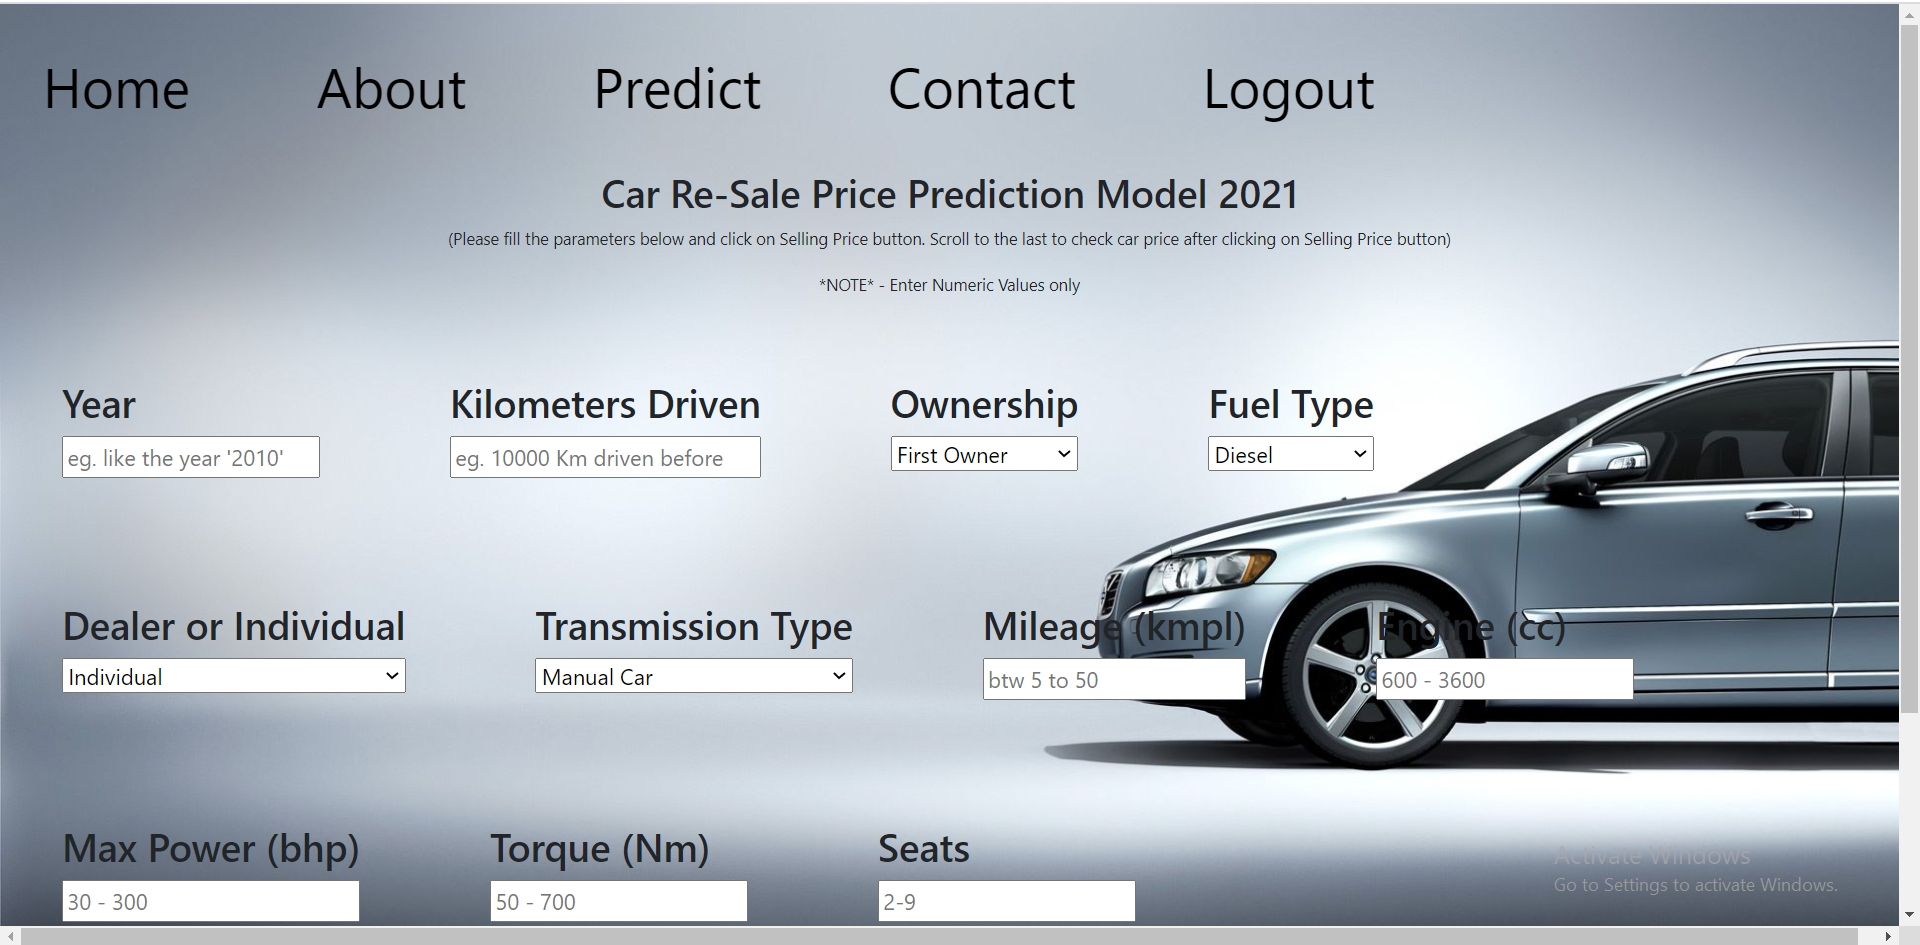 Home About Predict Contact Logout
Car Re-Sale Price Prediction Model 2021
(Please fill the parameters below and click on Selling Price button. Scroll to the last to check car price after clicking on Selling Price button)
*NOTE* - Enter Numeric Values only
Year Kilometers Driven Ownership Fuel Type
eg. like the year '2010' eg. 10000 Km driven before First Owner Diesel
Dealer or Individual Transmission Type Mileage (kmpl) Engine (cc)
Individual Manual Car btw 5 to 50 600 - 3600
Max Power (bhp) Torque (Nm) Seats
30 - 300 50 - 700 2-9
Activate Windows
Go to Settings to activate Windows.